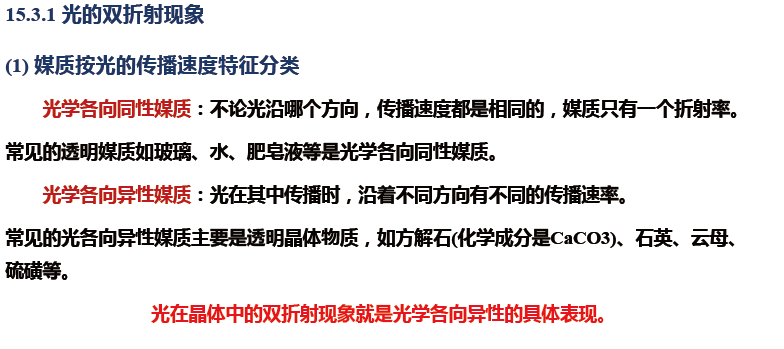 15.3.1 光的双折射现象
(1) 媒质按光的传播速度特征分类
光学各向同性媒质：不论光沿哪个方向，传播速度都是相同的，媒质只有一个折射率。
常见的透明媒质如玻璃、水、肥皂液等是光学各向同性媒质。
光学各向异性媒质：光在其中传播时，沿着不同方向有不同的传播速率。
常见的光各向异性媒质主要是透明晶体物质，如方解石(化学成分是CaCO3)、石英、云母、
硫磺等。
光在晶体中的双折射现象就是光学各向异性的具体表现。